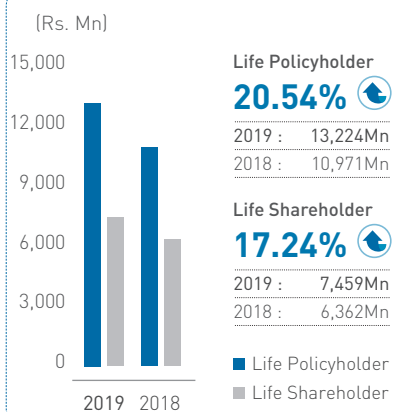 (Rs. Mn)
15,000
12,000
9,000
6,000
3,000
0
2019 2018
Life Policyholder
20.54%
2019 : 13,224Mn
2018 : 10,971Mn
Life Shareholder
17.24%
2019 : 7,459Mn
2018 : 6,362Mn
Life Policyholder
Life Shareholder